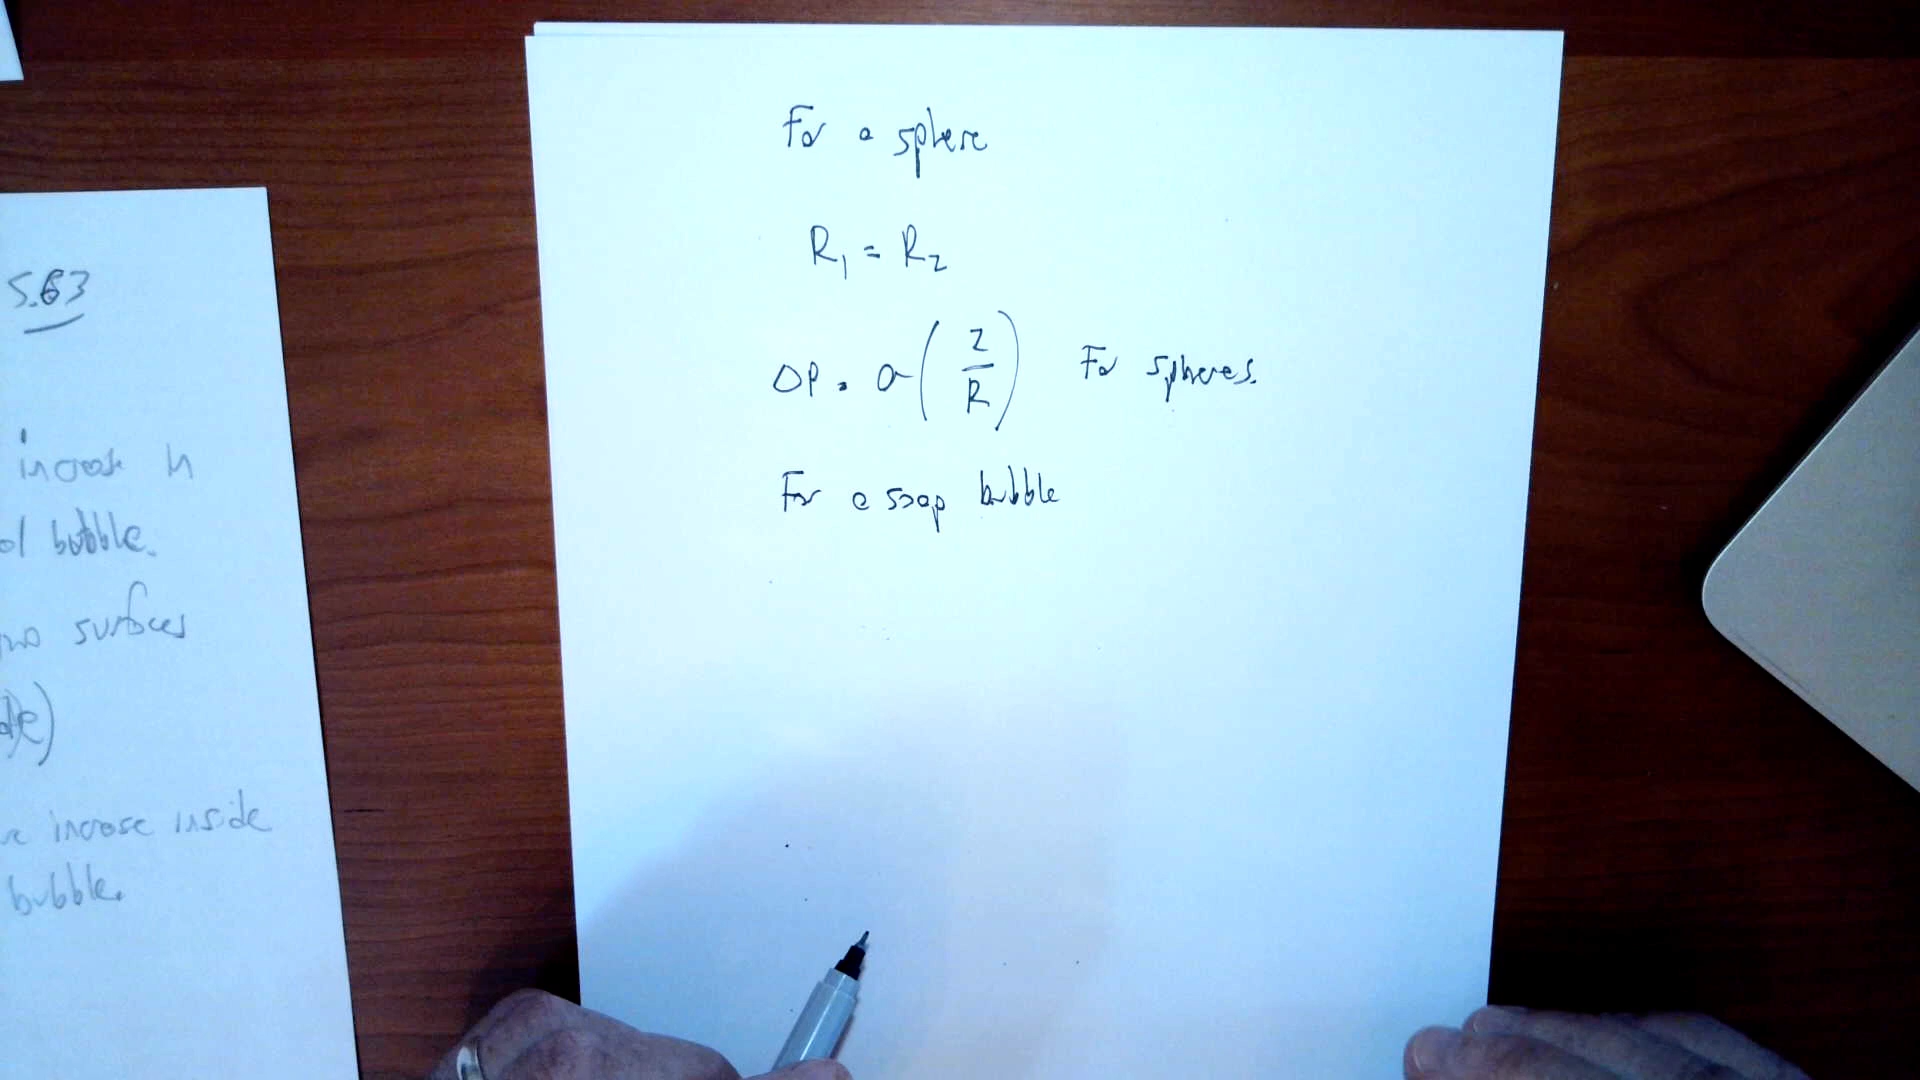 5.63
increase in
bubble.
surfaces
increase inside
bubble.
For a sphere
R₁ = R₂
ΔP = σ(2/R) For spheres.
For a soap bubble